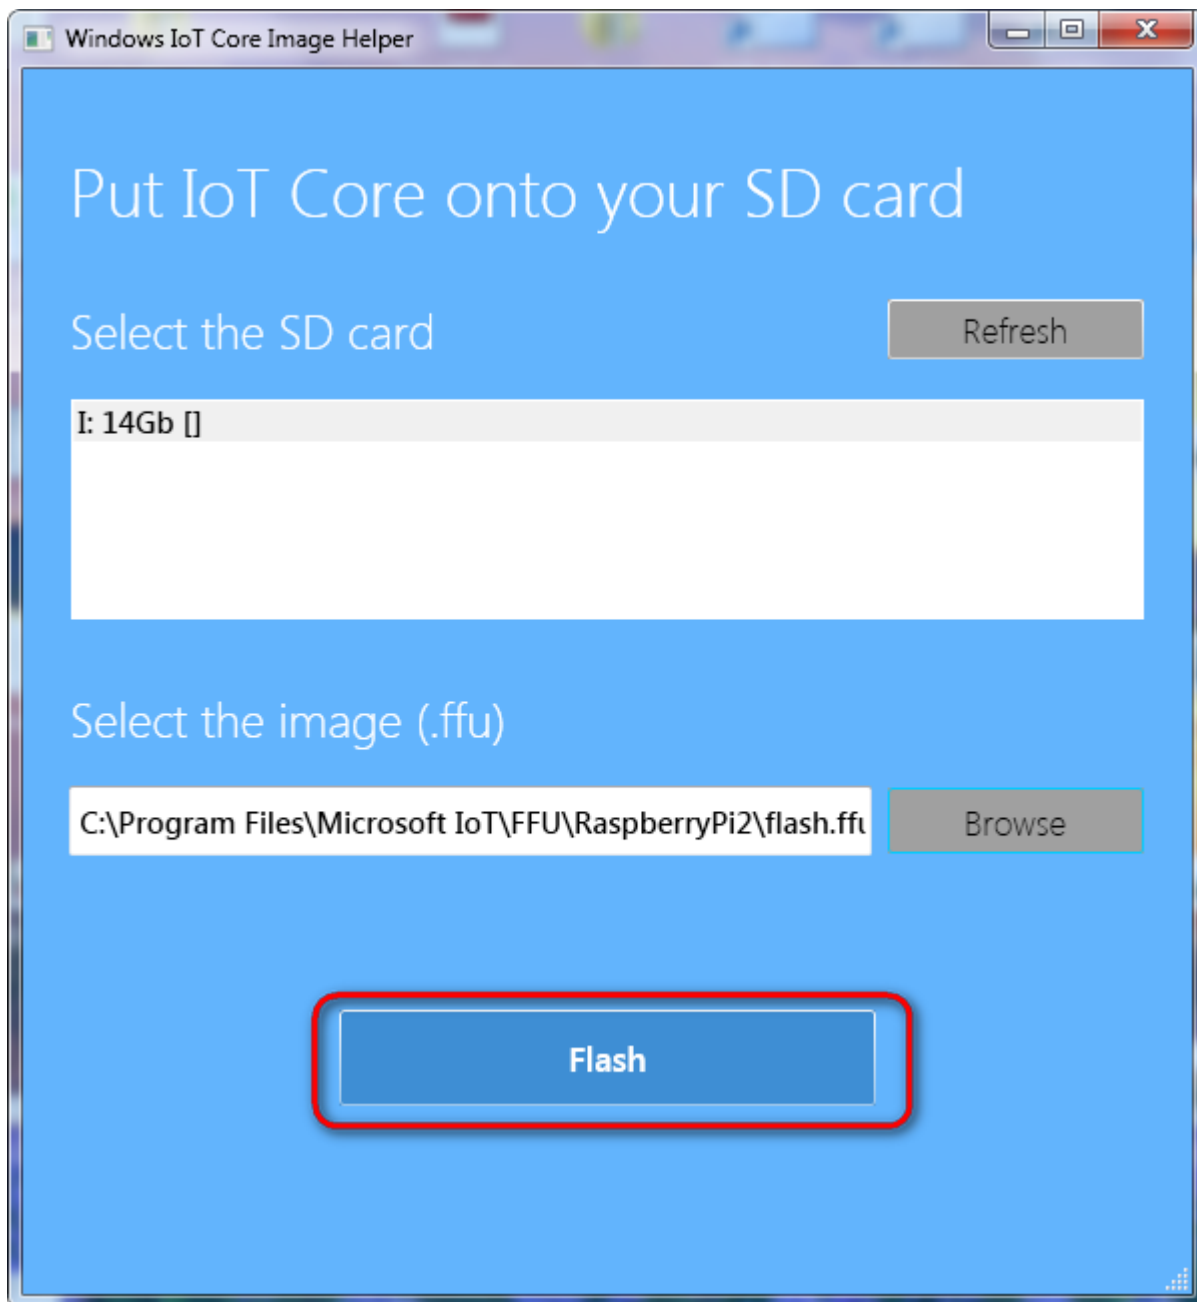 Windows IoT Core Image Helper
Put IoT Core onto your SD card
Select the SD card
Refresh
I: 14Gb []
Select the image (.ffu)
C:\Program Files\Microsoft IoT\FFU\RaspberryPi2\flash.ffu
Browse
Flash